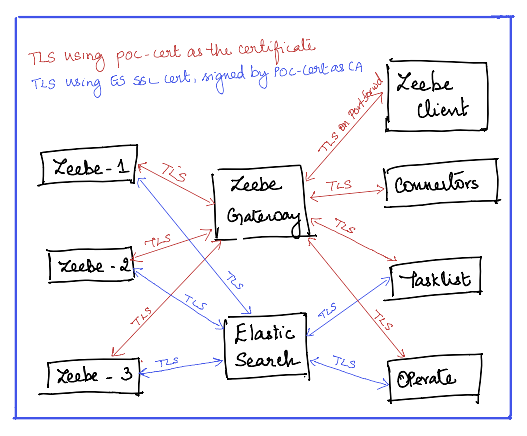 TLS using poc-cert as the certificate
TLS using ES SSL cert, signed by POC-cert as CA
Zeebe
Client
TLS on Portforward
Zeebe - 1
TLS
Zeebe
Gateway
TLS
Connectors
TLS
TLS
Zeebe - 2
TLS
TLS
Tasklist
TLS
TLS
Elastic
Search
TLS
TLS
Zeebe - 3
TLS
TLS
Operate